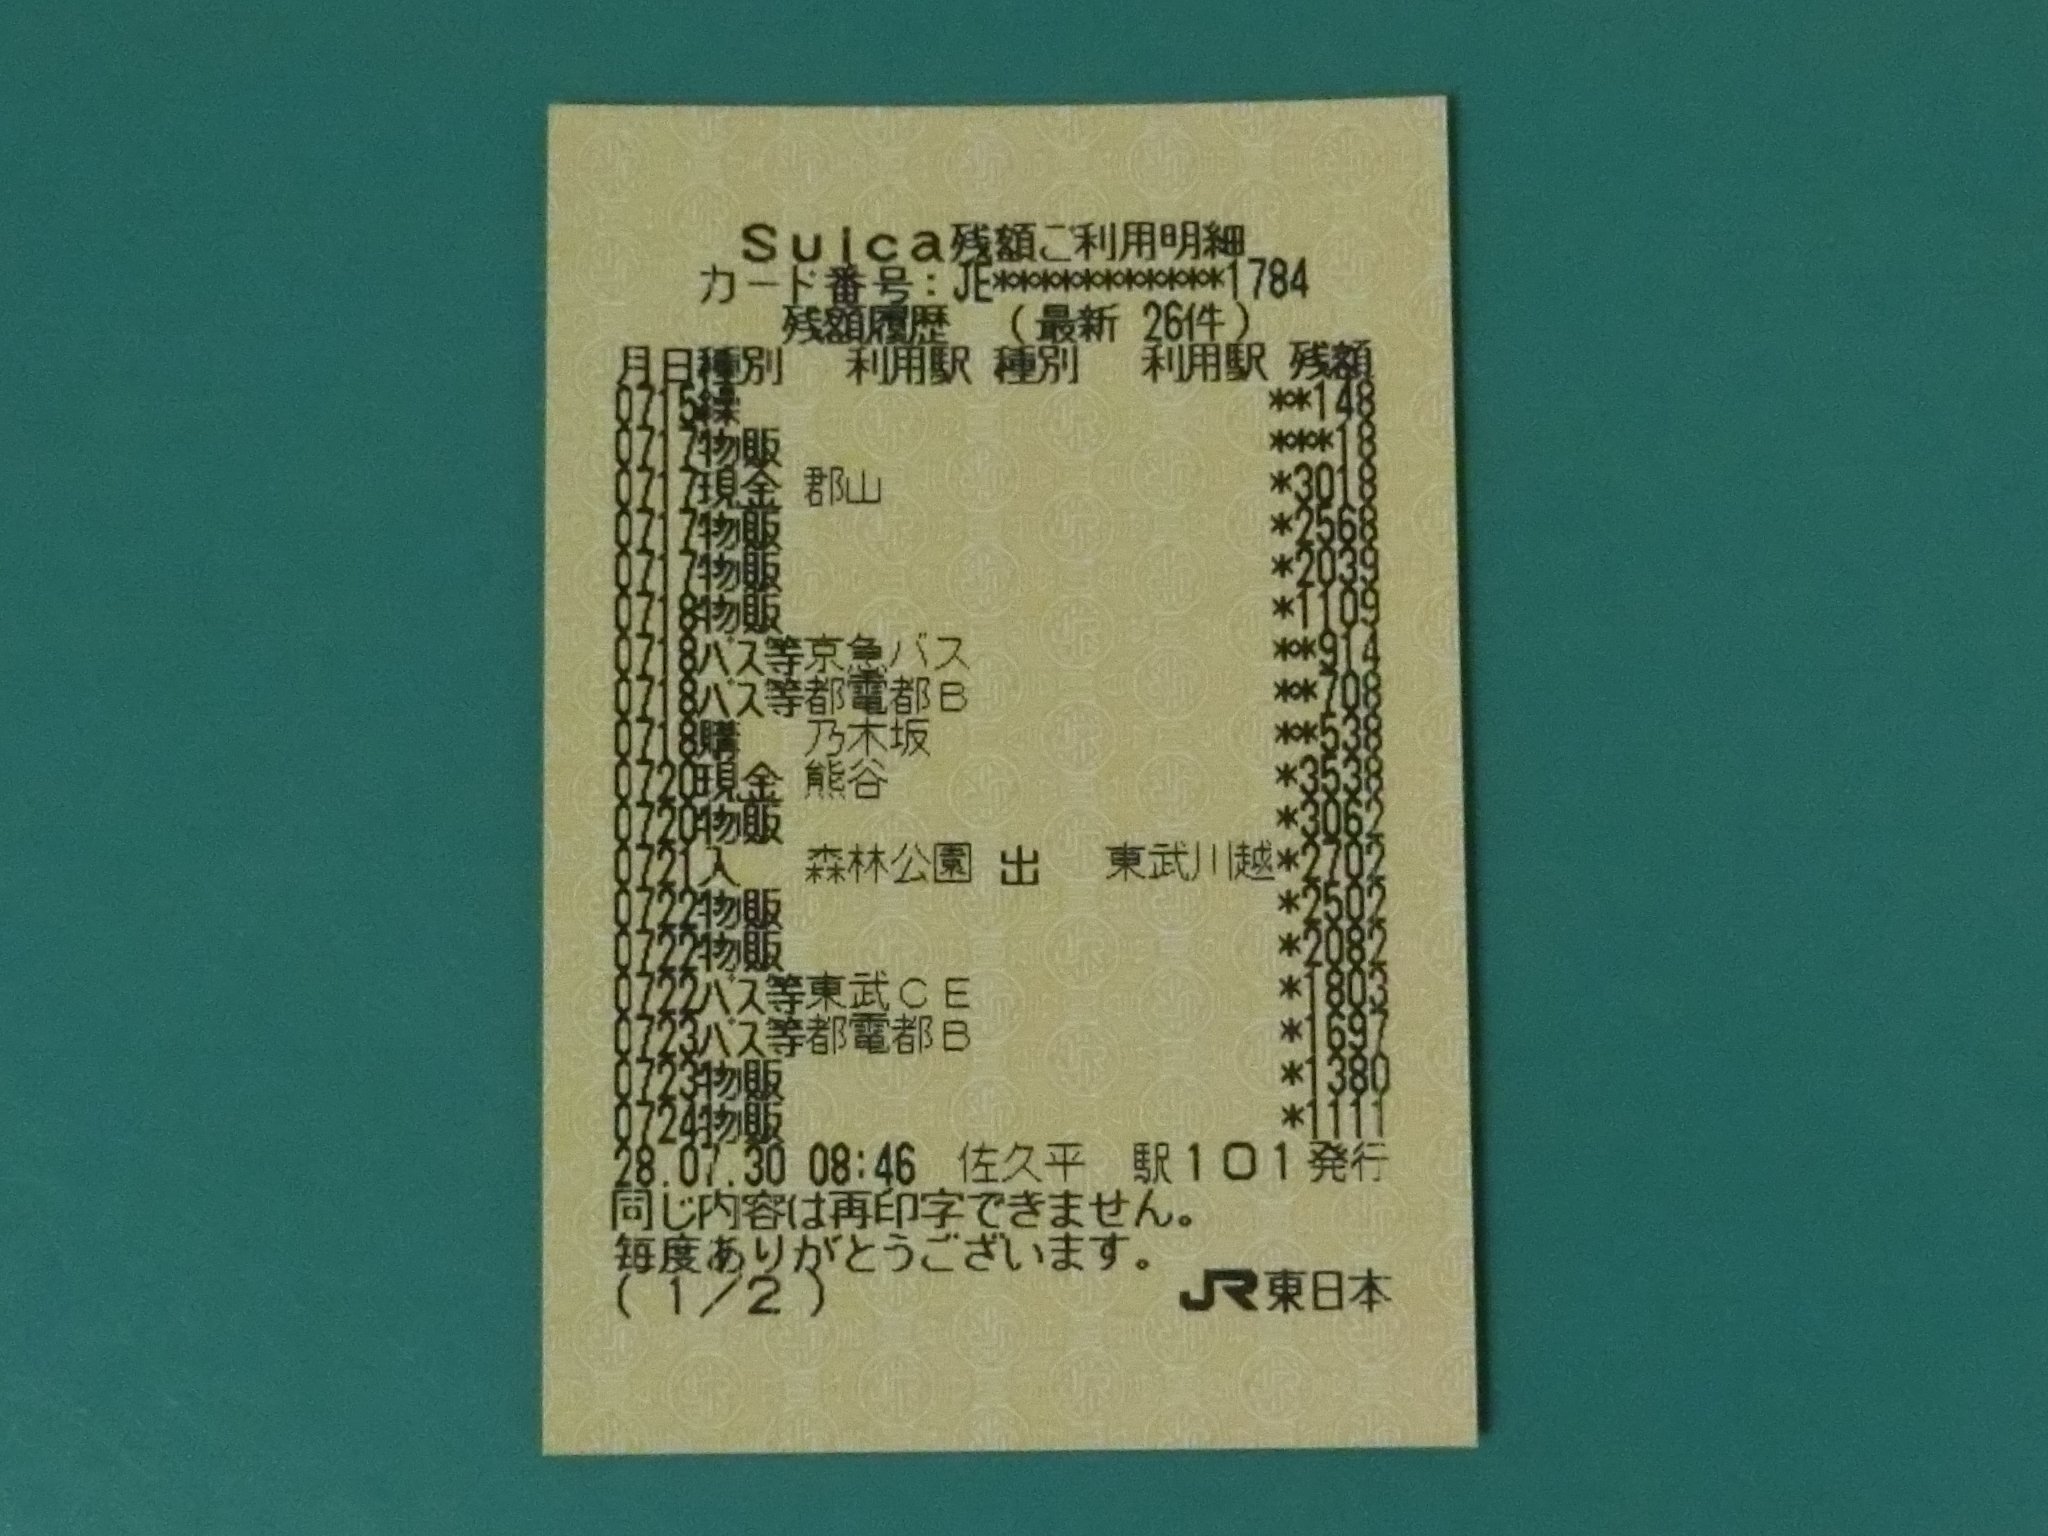 Suica残額ご利用明細
カード番号:JE************1784
残額履歴 (最新 26件)
月日種別 利用駅 種別 利用駅 残額
0715繰 **148
0717物販 ***18
0717現金 郡山 *3018
0717物販 *2568
0717物販 *2039
0718物販 *1109
0718バス等京急バス **914
0718バス等都電都B **708
0718購 乃木坂 **538
0720現金 熊谷 *3538
0720物販 *3062
0721入 森林公園 出 東武川越*2702
0722物販 *2502
0722物販 *2082
0722バス等東武CE *1803
0723バス等都電都B *1697
0723物販 *1380
0724物販 *1111
28.07.30 08:46 佐久平 駅101発行
同じ内容は再印字できません。
毎度ありがとうございます。
(1/2) JR東日本